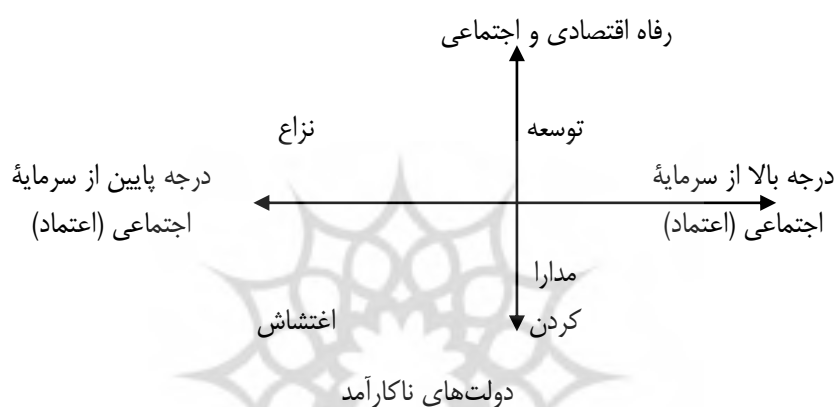 رفاه اقتصادی و اجتماعی
توسعه
نزاع
درجه بالا از سرمایهٔ
اجتماعی (اعتماد)
درجه پایین از سرمایهٔ
اجتماعی (اعتماد)
مدارا
کردن
اغتشاش
دولت‌های ناکارآمد